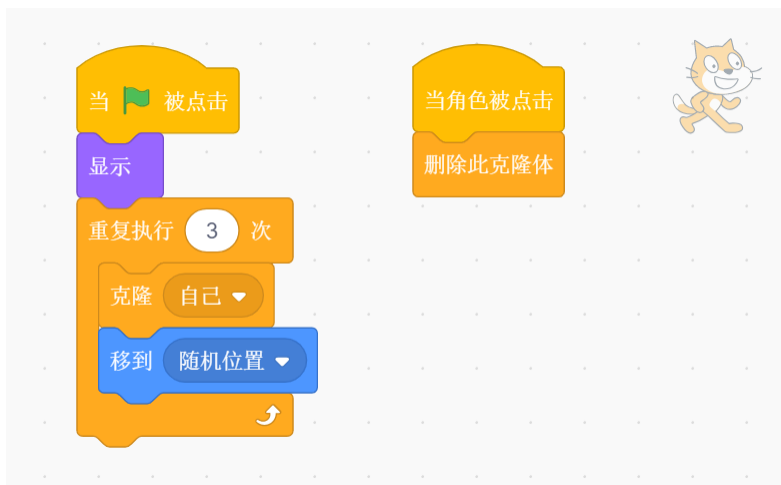 当 被点击
显示
重复执行 3 次
克隆 自己
移到 随机位置
当角色被点击
删除此克隆体